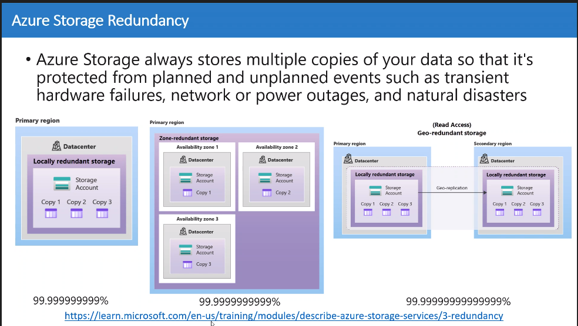 Azure Storage Redundancy
• Azure Storage always stores multiple copies of your data so that it's
protected from planned and unplanned events such as transient
hardware failures, network or power outages, and natural disasters
Primary region
Datacenter
Locally redundant storage
Storage
Account
Copy 1 Copy 2 Copy 3
Primary region
Zone-redundant storage
Availability zone 1
Datacenter
Storage
Account
Copy 1
Availability zone 2
Datacenter
Storage
Account
Copy 2
Availability zone 3
Datacenter
Storage
Account
Copy 3
(Read Access)
Geo-redundant storage
Primary region
Datacenter
Locally redundant storage
Storage
Account
Copy 1 Copy 2 Copy 3
Geo-replication
Secondary region
Datacenter
Locally redundant storage
Storage
Account
Copy 1 Copy 2 Copy 3
99.999999999%
99.9999999999%
99.99999999999999%
https://learn.microsoft.com/en-us/training/modules/describe-azure-storage-services/3-redundancy